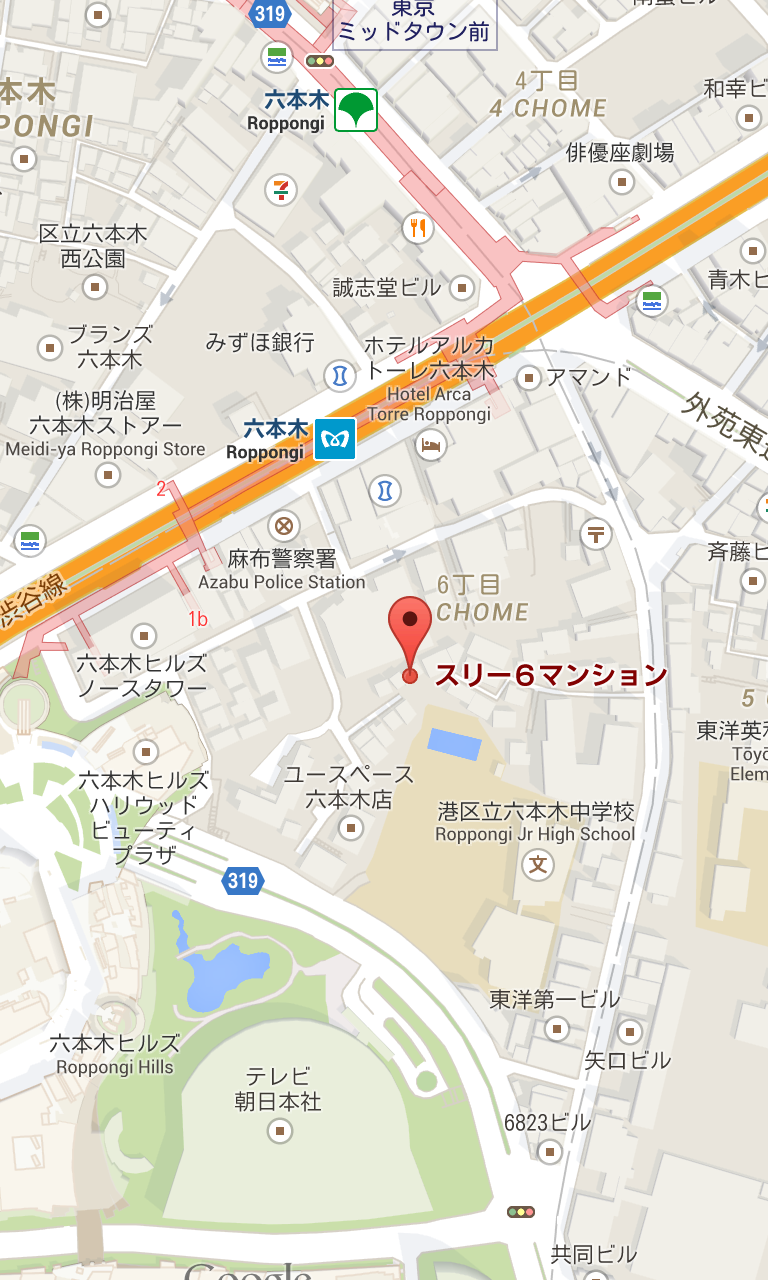 319
東京
ミッドタウン前
本木
PONGI
六本木
Roppongi
4丁目
4 CHOME
和幸ビ
俳優座劇場
区立六本木
西公園
誠志堂ビル
青木ビ
ブランズ
六本木
みずほ銀行
ホテルアルカ
トーレ六本木
Hotel Arca
Torre Roppongi
アマンド
(株)明治屋
六本木ストアー
Meidi-ya Roppongi Store
外苑東通
六本木
Roppongi
2
麻布警察署
Azabu Police Station
斉藤ビ
渋谷線
6丁目
CHOME
1b
六本木ヒルズ
ノースタワー
スリー6マンション
5
東洋英和
Tōyō
Elem
六本木ヒルズ
ハリウッド
ビューティ
プラザ
ユースペース
六本木店
港区立六本木中学校
Roppongi Jr High School
文
319
東洋第一ビル
矢口ビル
六本木ヒルズ
Roppongi Hills
テレビ
朝日本社
6823ビル
共同ビル
Google